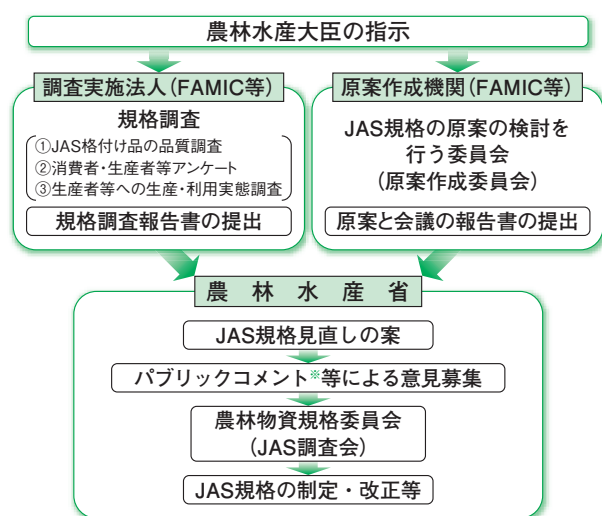 農林水産大臣の指示
調査実施法人(FAMIC等)
規格調査
①JAS格付け品の品質調査
②消費者・生産者等アンケート
③生産者等への生産・利用実態調査
規格調査報告書の提出
原案作成機関(FAMIC等)
JAS規格の原案の検討を
行う委員会
(原案作成委員会)
原案と会議の報告書の提出
農林水産省
JAS規格見直しの案
パブリックコメント※等による意見募集
農林物資規格委員会
(JAS調査会)
JAS規格の制定・改正等